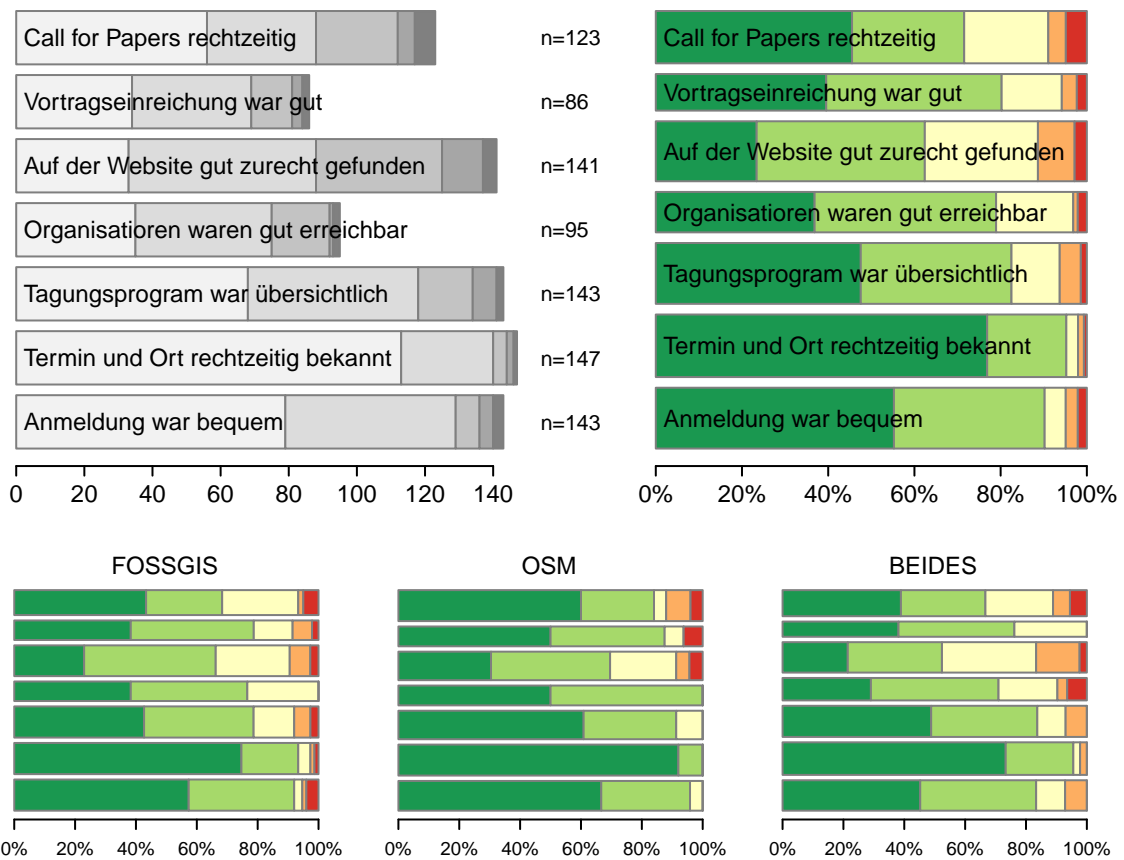 Call for Papers rechtzeitig n=123
Vortragseinreichung war gut n=86
Auf der Website gut zurecht gefunden n=141
Organisatioren waren gut erreichbar n=95
Tagungsprogram war übersichtlich n=143
Termin und Ort rechtzeitig bekannt n=147
Anmeldung war bequem n=143
0 20 40 60 80 100 120 140
Call for Papers rechtzeitig
Vortragseinreichung war gut
Auf der Website gut zurecht gefunden
Organisatioren waren gut erreichbar
Tagungsprogram war übersichtlich
Termin und Ort rechtzeitig bekannt
Anmeldung war bequem
0% 20% 40% 60% 80% 100%
FOSSGIS
0% 20% 40% 60% 80% 100%
OSM
0% 20% 40% 60% 80% 100%
BEIDES
0% 20% 40% 60% 80% 100%